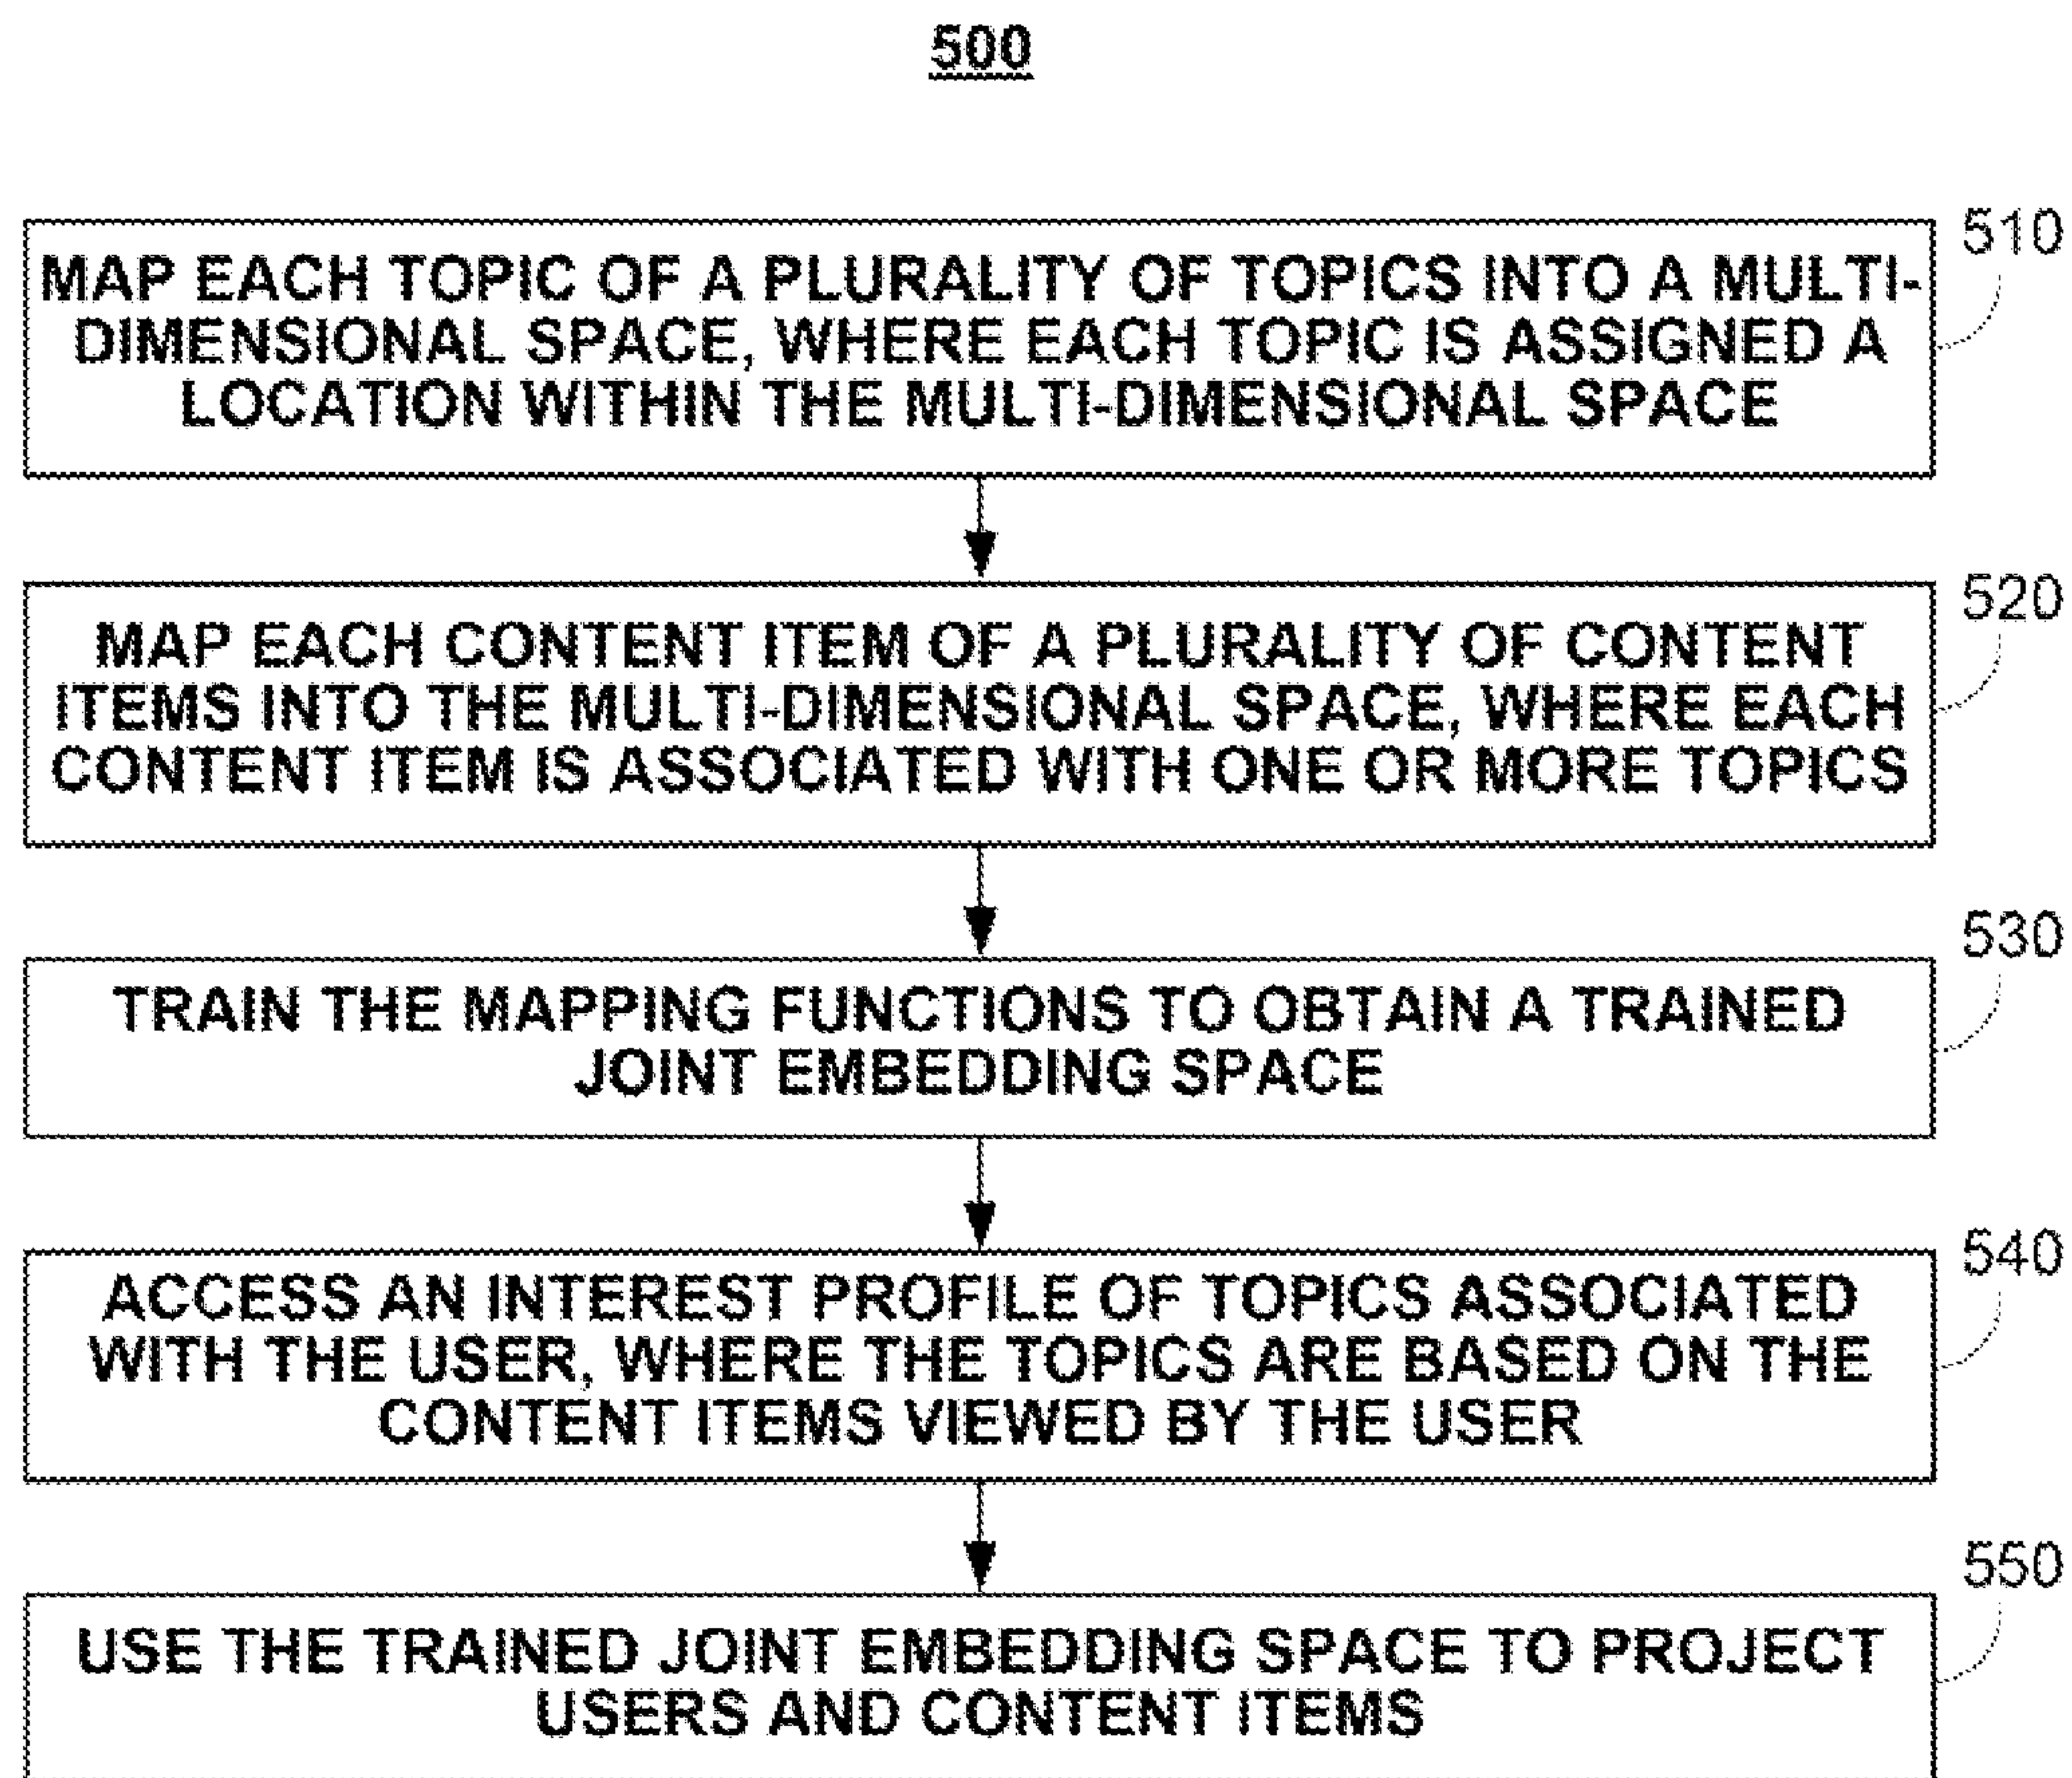 500
510
MAP EACH TOPIC OF A PLURALITY OF TOPICS INTO A MULTI-
DIMENSIONAL SPACE, WHERE EACH TOPIC IS ASSIGNED A
LOCATION WITHIN THE MULTI-DIMENSIONAL SPACE
520
MAP EACH CONTENT ITEM OF A PLURALITY OF CONTENT
ITEMS INTO THE MULTI-DIMENSIONAL SPACE, WHERE EACH
CONTENT ITEM IS ASSOCIATED WITH ONE OR MORE TOPICS
530
TRAIN THE MAPPING FUNCTIONS TO OBTAIN A TRAINED
JOINT EMBEDDING SPACE
540
ACCESS AN INTEREST PROFILE OF TOPICS ASSOCIATED
WITH THE USER, WHERE THE TOPICS ARE BASED ON THE
CONTENT ITEMS VIEWED BY THE USER
550
USE THE TRAINED JOINT EMBEDDING SPACE TO PROJECT
USERS AND CONTENT ITEMS